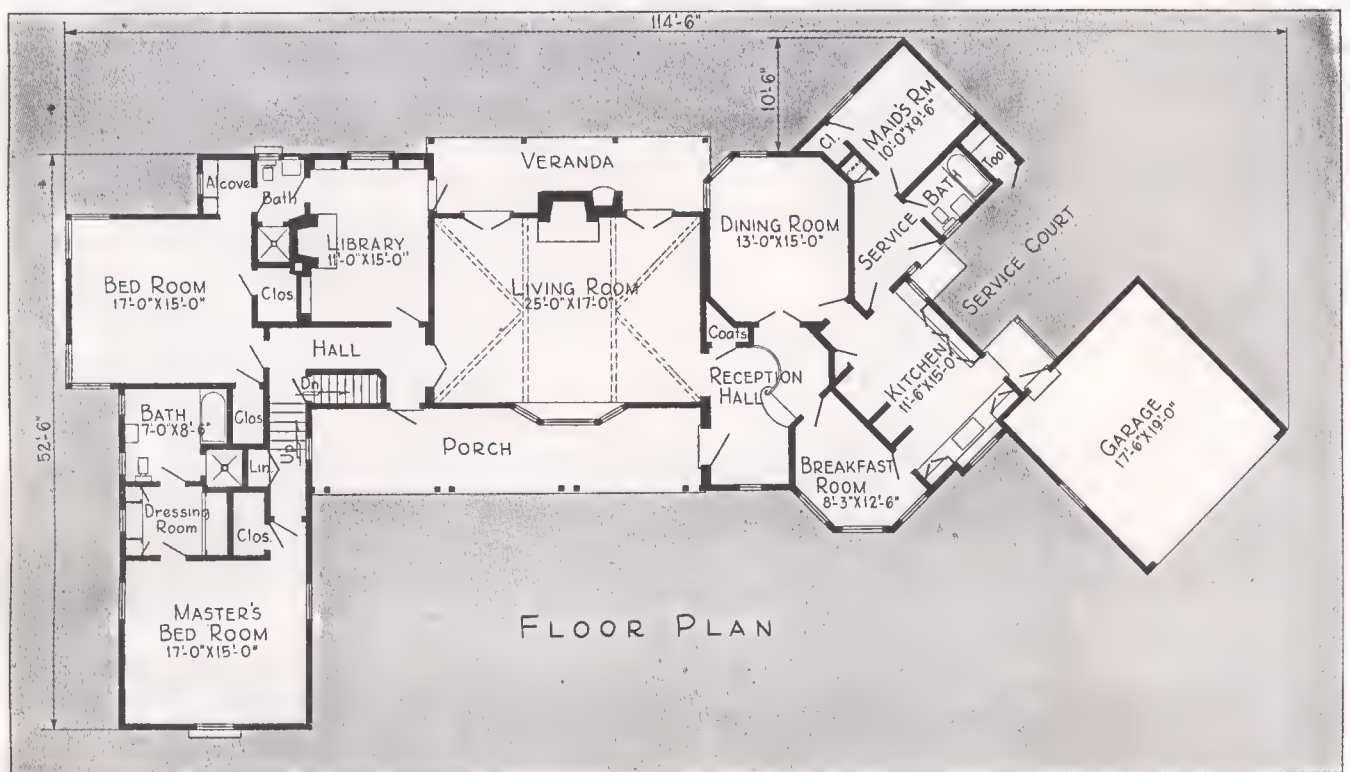 114'-6"
10'-6"
MAID'S RM
10'-0"X9'-6"
Cl.
Tool
BATH
VERANDA
Alcove
Bath
LIBRARY
11'-0"X15'-0"
DINING ROOM
13'-0"X15'-0"
SERVICE
SERVICE COURT
BED ROOM
17'-0"X15'-0"
Clos.
LIVING ROOM
25'-0"X17'-0"
Coats
HALL
Dn.
RECEPTION
HALL
KITCHEN
11'-6"X15'-0"
GARAGE
17'-6"X19'-0"
52'-6"
BATH
7'-0"X8'-6"
Clos.
Up
Lin.
PORCH
BREAKFAST
ROOM
8'-3"X12'-6"
Dressing
Room
Clos.
MASTER'S
BED ROOM
17'-0"X15'-0"
FLOOR PLAN